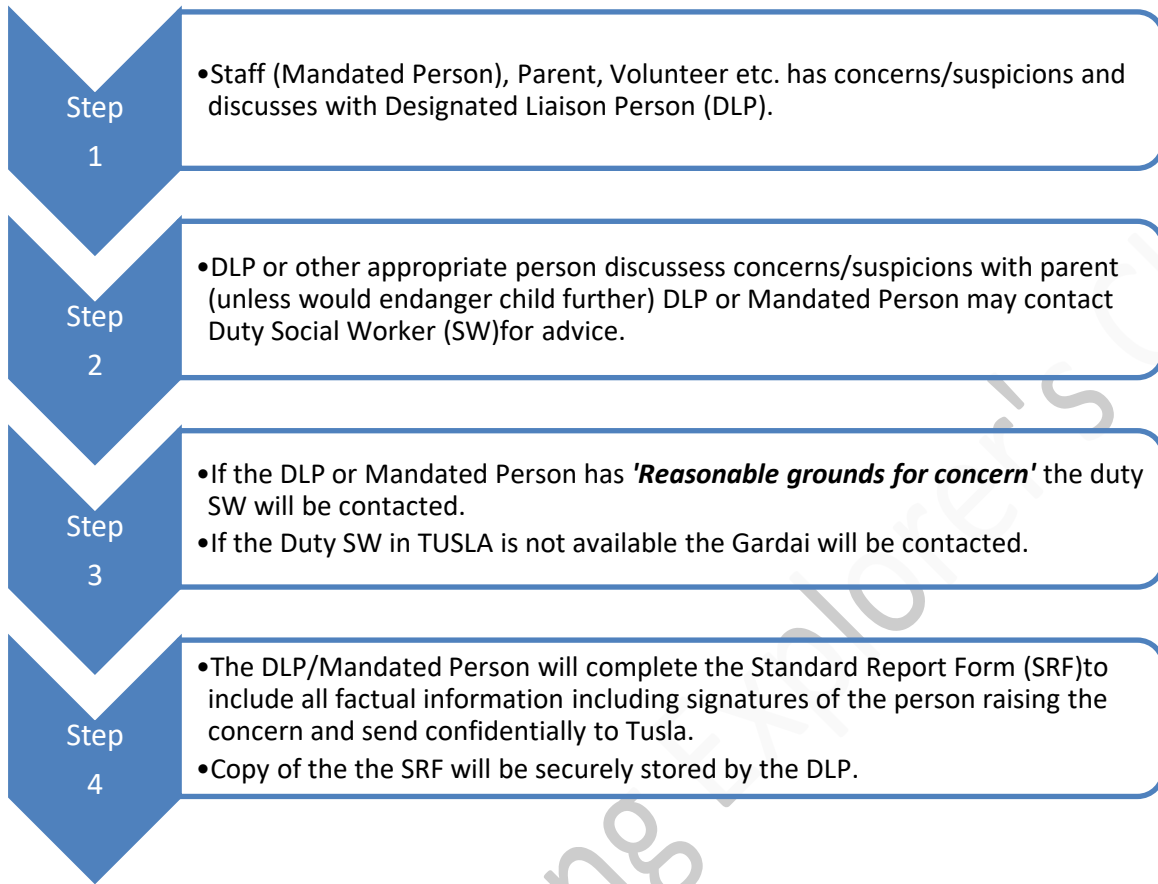 Step
1
•Staff (Mandated Person), Parent, Volunteer etc. has concerns/suspicions and
discusses with Designated Liaison Person (DLP).
Step
2
•DLP or other appropriate person discussess concerns/suspicions with parent
(unless would endanger child further) DLP or Mandated Person may contact
Duty Social Worker (SW)for advice.
Step
3
•If the DLP or Mandated Person has 'Reasonable grounds for concern' the duty
SW will be contacted.
•If the Duty SW in TUSLA is not available the Gardai will be contacted.
Step
4
•The DLP/Mandated Person will complete the Standard Report Form (SRF)to
include all factual information including signatures of the person raising the
concern and send confidentially to Tusla.
•Copy of the the SRF will be securely stored by the DLP.
Explorer's